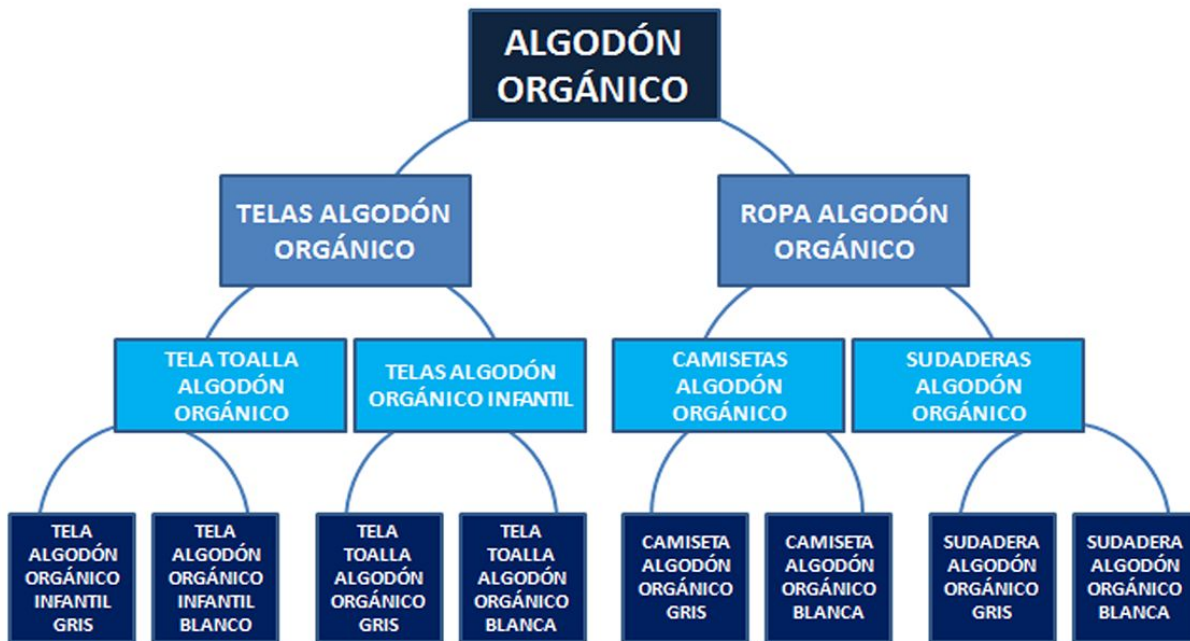 ALGODÓN
ORGÁNICO
TELAS ALGODÓN
ORGÁNICO
ROPA ALGODÓN
ORGÁNICO
TELA TOALLA
ALGODÓN
ORGÁNICO
TELAS ALGODÓN
ORGÁNICO INFANTIL
CAMISETAS
ALGODÓN
ORGÁNICO
SUDADERAS
ALGODÓN
ORGÁNICO
TELA
ALGODÓN
ORGÁNICO
INFANTIL
GRIS
TELA
ALGODÓN
ORGÁNICO
INFANTIL
BLANCO
TELA
TOALLA
ALGODÓN
ORGÁNICO
GRIS
TELA
TOALLA
ALGODÓN
ORGÁNICO
BLANCA
CAMISETA
ALGODÓN
ORGÁNICO
GRIS
CAMISETA
ALGODÓN
ORGÁNICO
BLANCA
SUDADERA
ALGODÓN
ORGÁNICO
GRIS
SUDADERA
ALGODÓN
ORGÁNICO
BLANCA